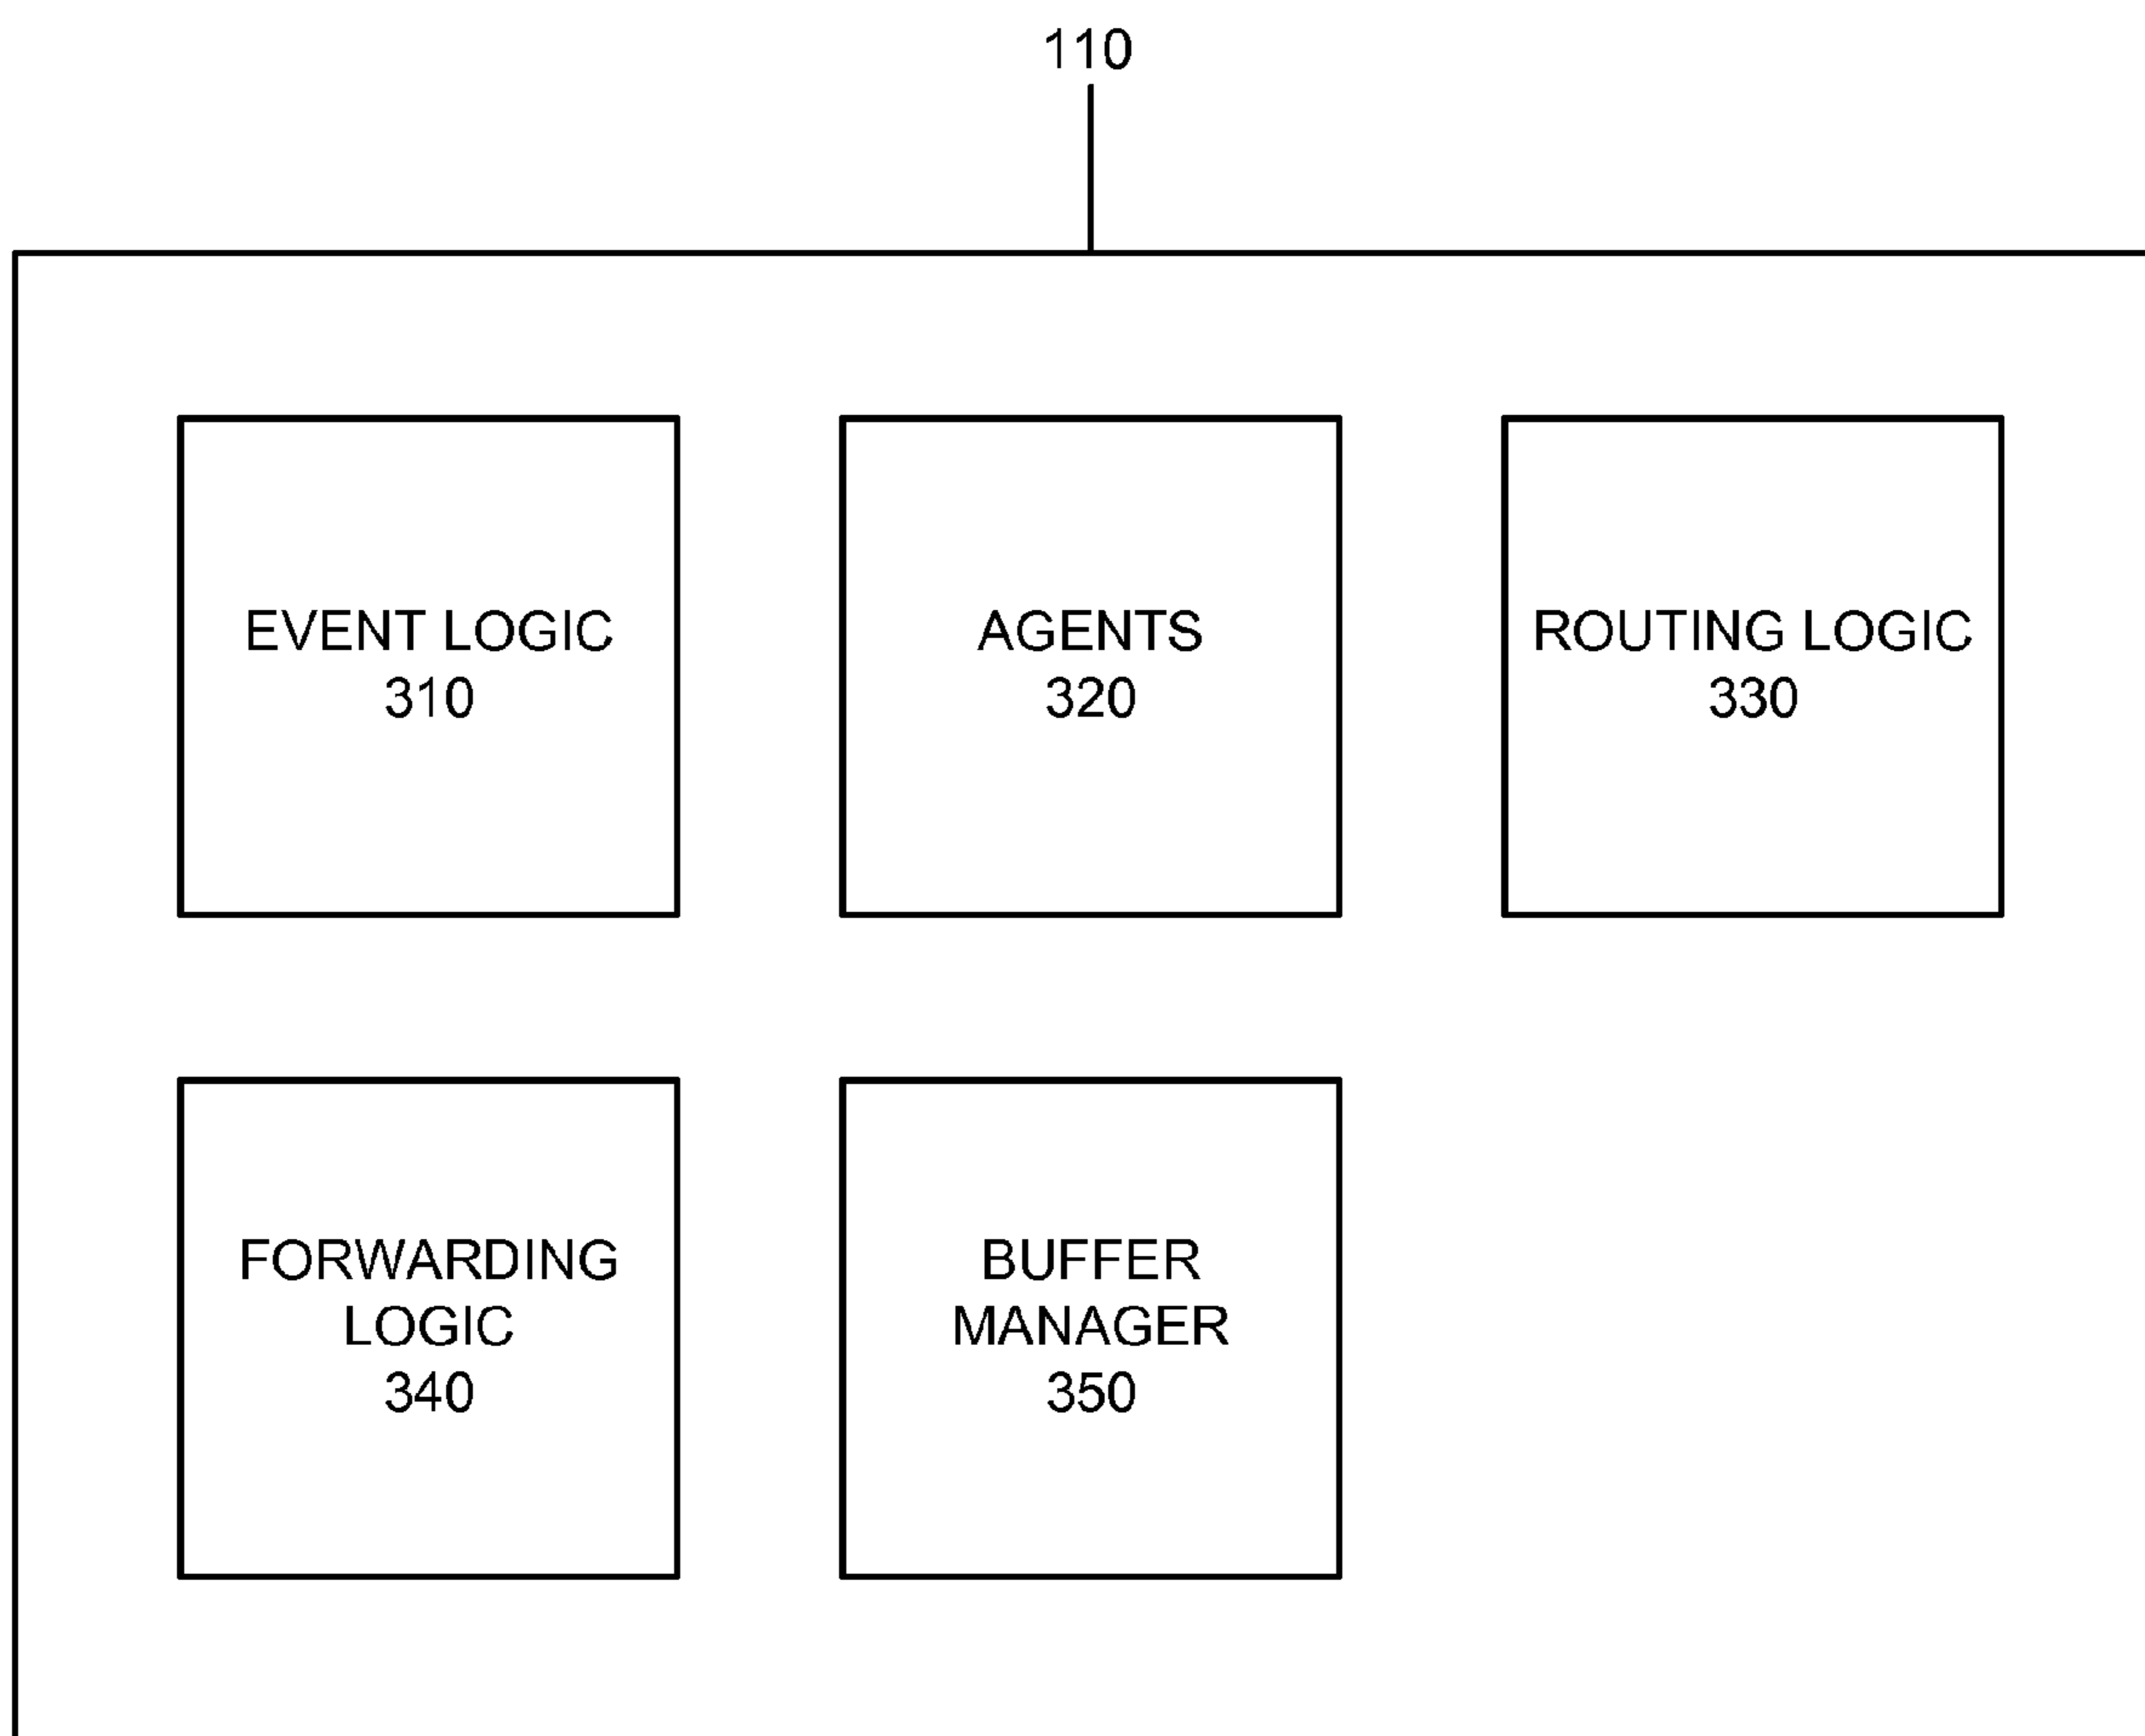 110
EVENT LOGIC
310
AGENTS
320
ROUTING LOGIC
330
FORWARDING
LOGIC
340
BUFFER
MANAGER
350